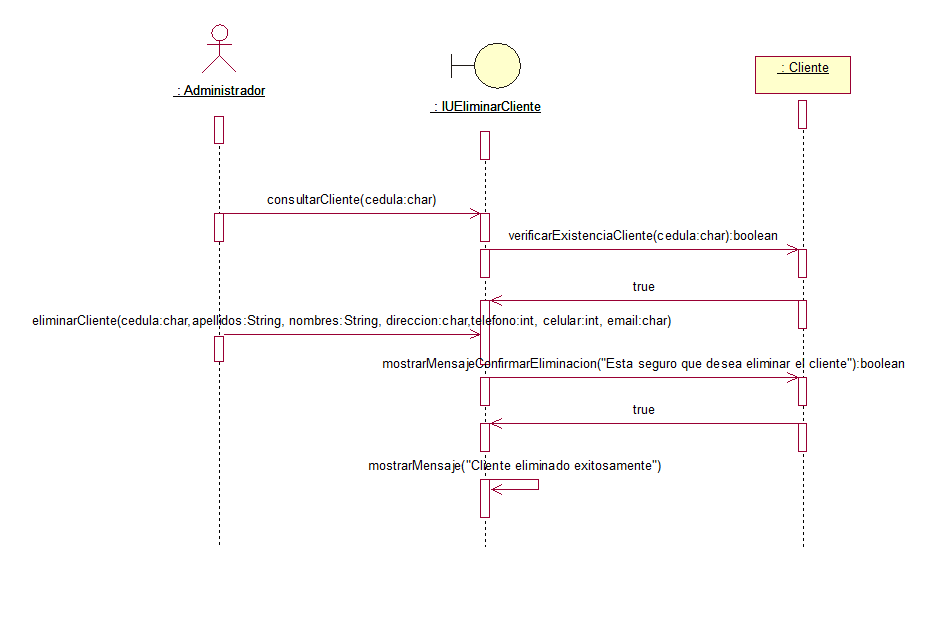 : Administrador
: IUEliminarCliente
: Cliente
consultarCliente(cedula:char)
verificarExistenciaCliente(cedula:char):boolean
true
eliminarCliente(cedula:char,apellidos:String, nombres:String, direccion:char,telefono:int, celular:int, email:char)
mostrarMensajeConfirmarEliminacion("Esta seguro que desea eliminar el cliente"):boolean
true
mostrarMensaje("Cliente eliminado exitosamente")